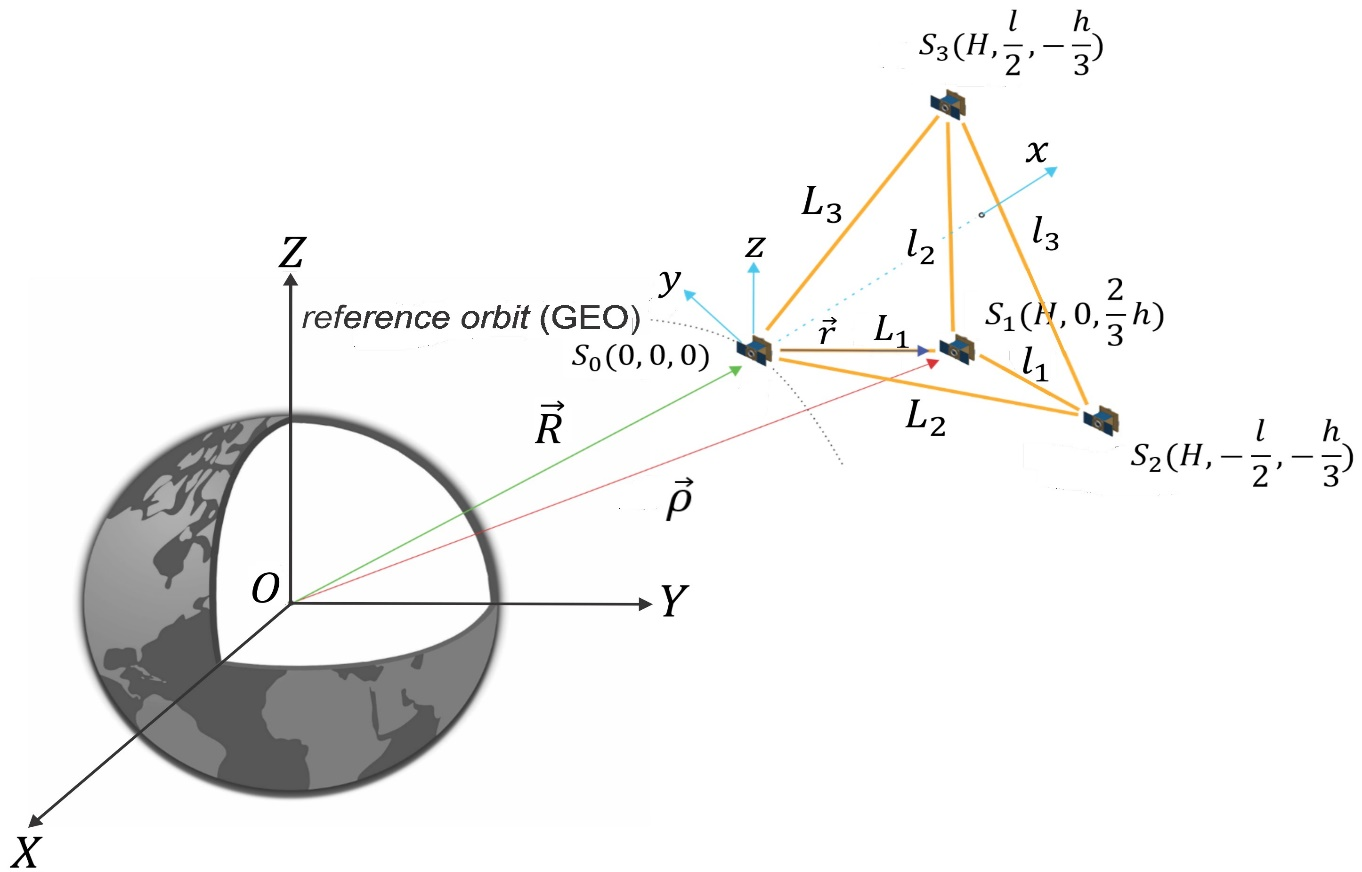 S₃(H, l/2, −h/3)
x
L₃
Z
z
l₂
l₃
y
reference orbit (GEO)
S₁(H, 0, 2/3 h)
r⃗
L₁
S₀(0, 0, 0)
l₁
R⃗
L₂
S₂(H, −l/2, −h/3)
ρ⃗
O
Y
X